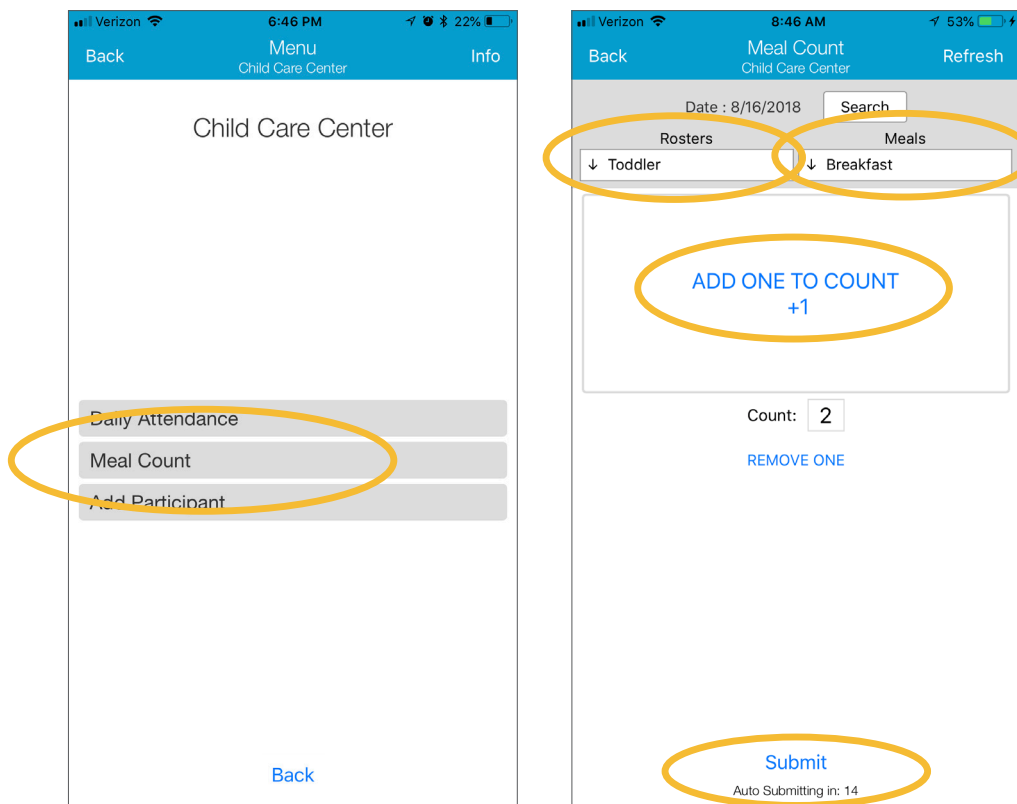 Verizon 6:46 PM 22%
Back Menu Info
Child Care Center
Child Care Center
Daily Attendance
Meal Count
Add Participant
Back
Verizon 8:46 AM 53%
Back Meal Count Refresh
Child Care Center
Date : 8/16/2018 Search
Rosters Meals
↓ Toddler ↓ Breakfast
ADD ONE TO COUNT
+1
Count: 2
REMOVE ONE
Submit
Auto Submitting in: 14